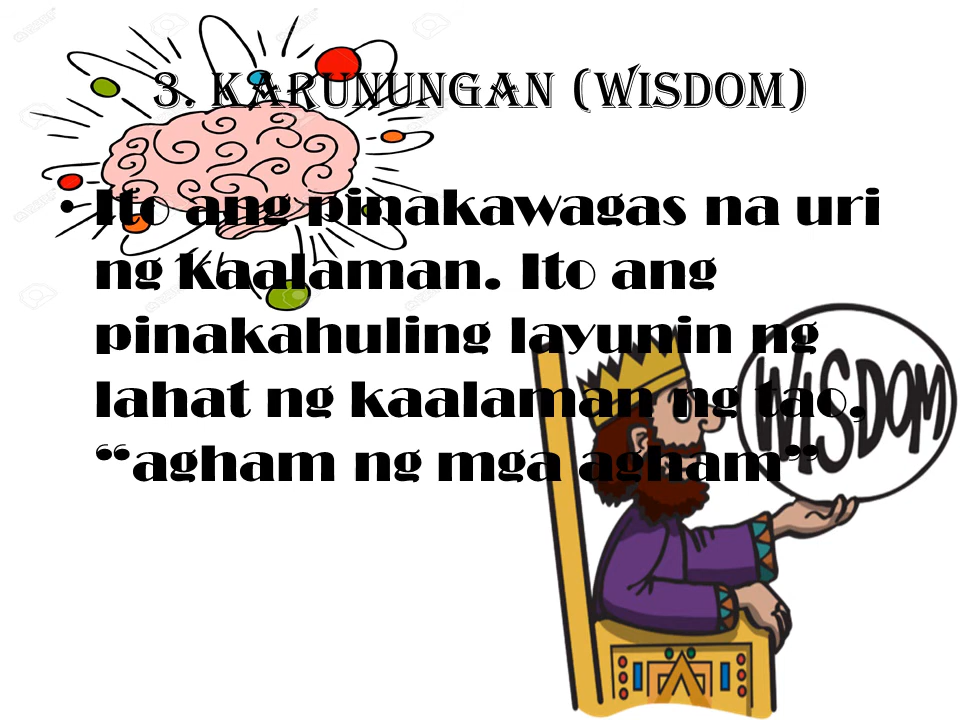 3. KARUNUNGAN (WISDOM)
• Ito ang pinakawagas na uri
ng kaalaman. Ito ang
pinakahuling layunin ng
lahat ng kaalaman ng tao,
“agham ng mga agham”
WISDOM